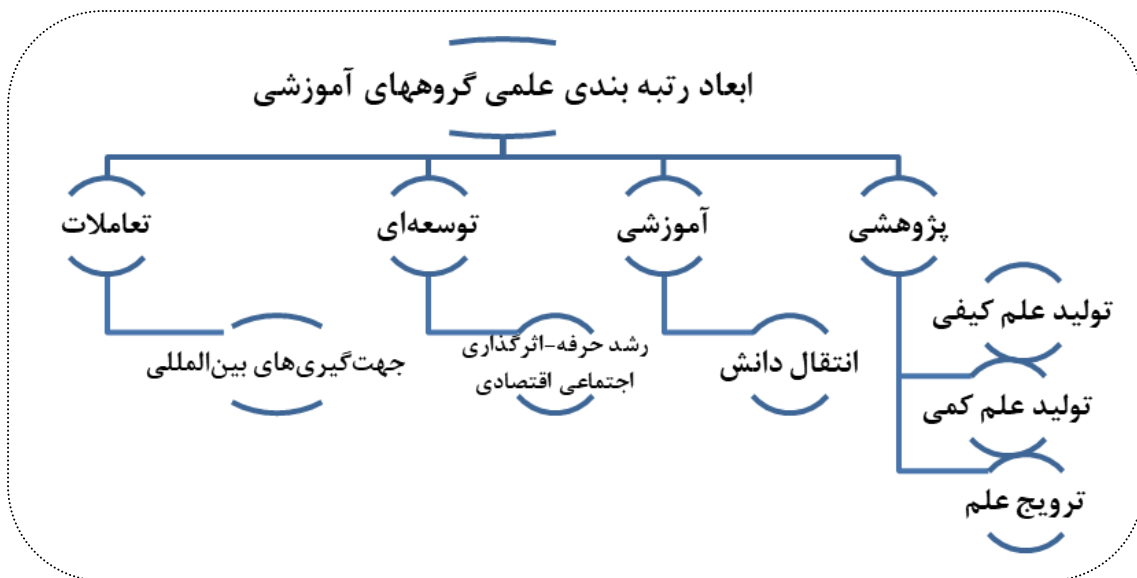 ابعاد رتبه بندی علمی گروههای آموزشی
پژوهشی
آموزشی
توسعه‌ای
تعاملات
تولید علم کیفی
تولید علم کمی
ترویج علم
انتقال دانش
رشد حرفه-اثرگذاری
اجتماعی اقتصادی
جهت‌گیری‌های بین‌المللی